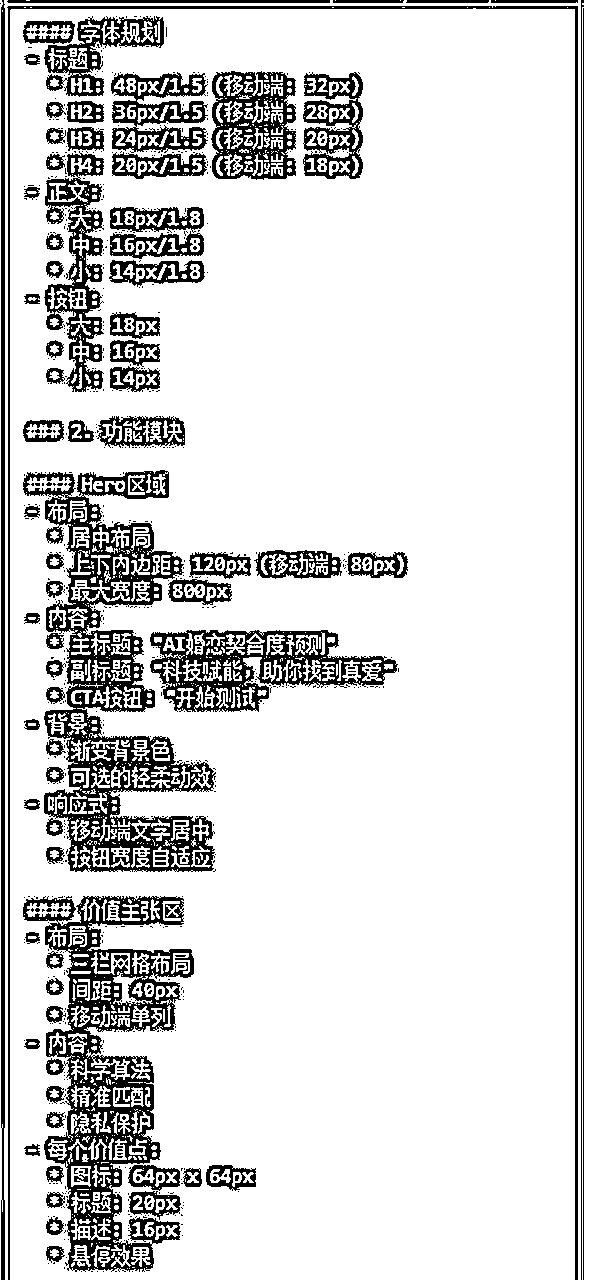 #### 字体规划
- 标题:
○ H1: 48px/1.5 (移动端: 32px)
○ H2: 36px/1.5 (移动端: 28px)
○ H3: 24px/1.5 (移动端: 20px)
○ H4: 20px/1.5 (移动端: 18px)
- 正文:
○ 大: 18px/1.8
○ 中: 16px/1.8
○ 小: 14px/1.8
- 按钮:
○ 大: 18px
○ 中: 16px
○ 小: 14px
### 2. 功能模块
#### Hero区域
- 布局:
○ 居中布局
○ 上下内边距: 120px (移动端: 80px)
○ 最大宽度: 800px
- 内容:
○ 主标题: "AI婚恋契合度预测"
○ 副标题: "科技赋能, 助你找到真爱"
○ CTA按钮: "开始测试"
- 背景:
○ 渐变背景色
○ 可选的轻柔动效
- 响应式:
○ 移动端文字居中
○ 按钮宽度自适应
#### 价值主张区
- 布局:
○ 三栏网格布局
○ 间距: 40px
○ 移动端单列
- 内容:
○ 科学算法
○ 精准匹配
○ 隐私保护
- 每个价值点:
○ 图标: 64px x 64px
○ 标题: 20px
○ 描述: 16px
○ 悬停效果